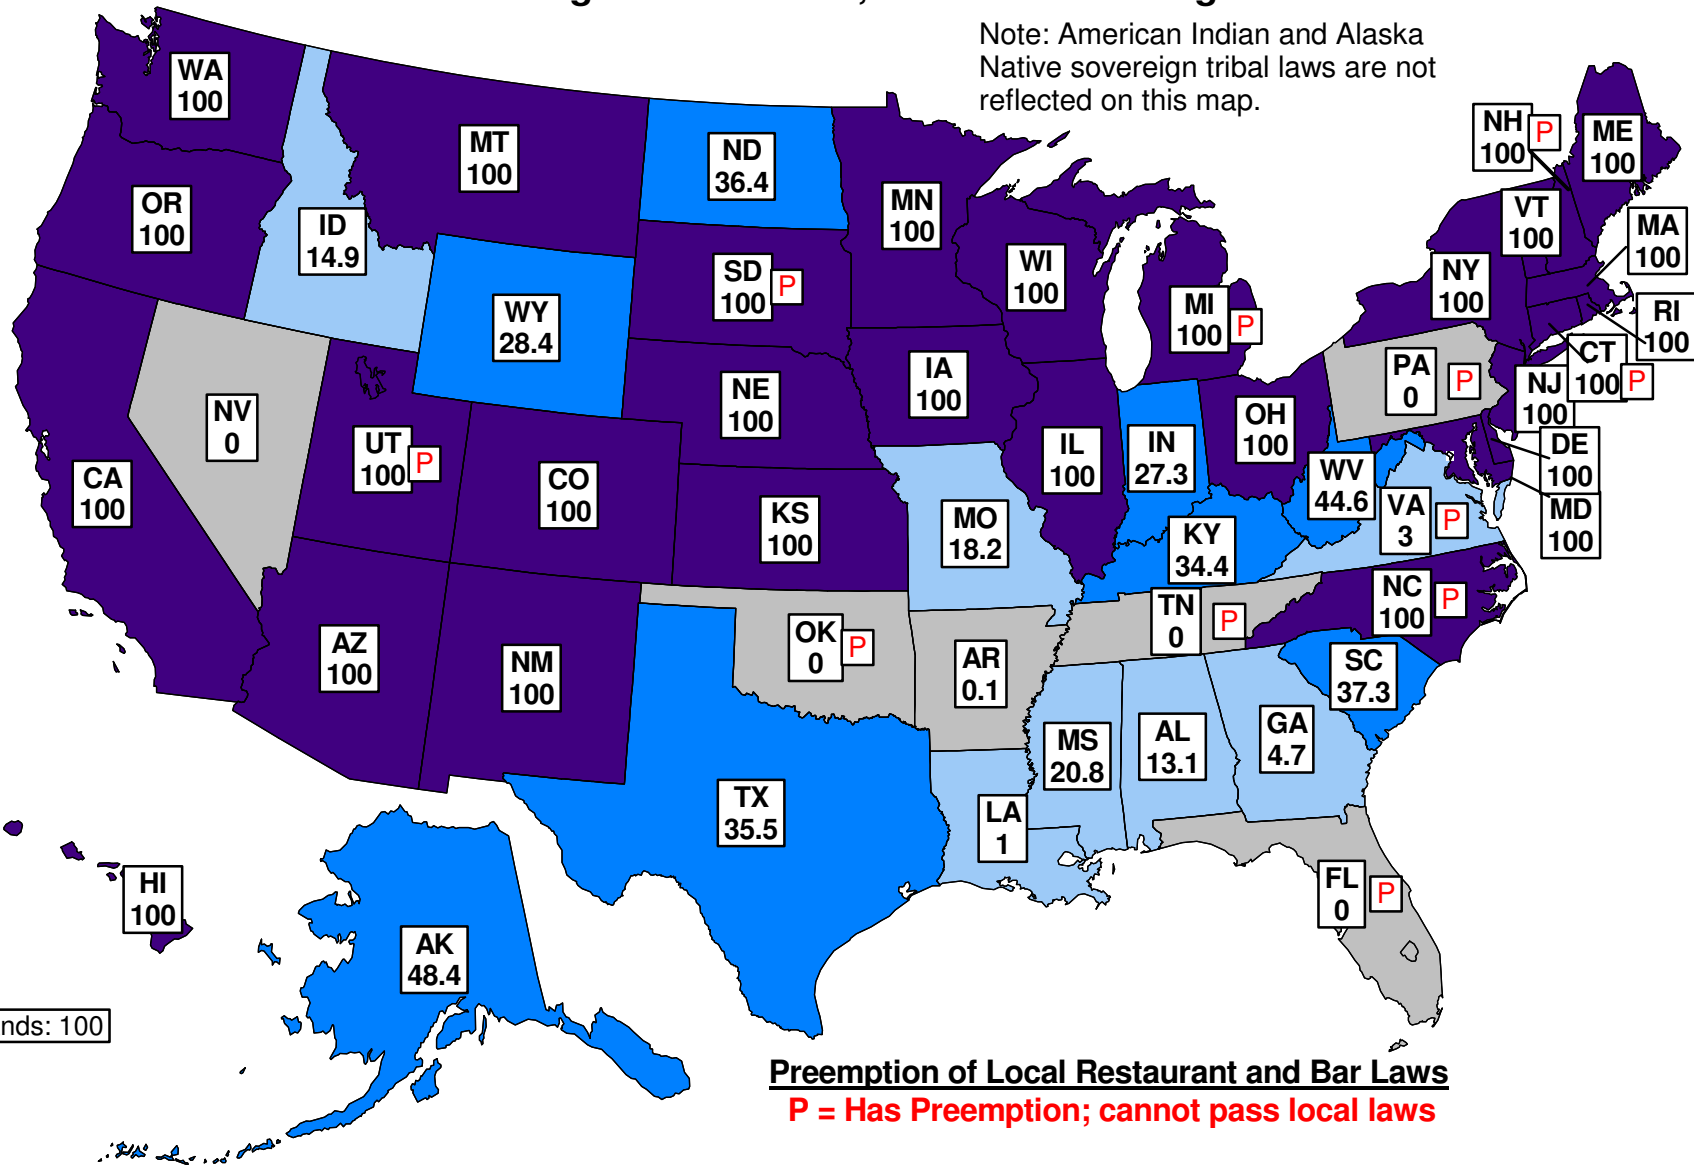 Note: American Indian and Alaska
Native sovereign tribal laws are not
reflected on this map.
WA
100
MT
100
ND
36.4
MN
100
NH
100
P
ME
100
OR
100
ID
14.9
VT
100
MA
100
WY
28.4
SD
100
P
WI
100
MI
100
P
NY
100
RI
100
CT
100
P
NE
100
IA
100
PA
0
P
NJ
100
NV
0
UT
100
P
CO
100
IL
100
IN
27.3
OH
100
WV
44.6
DE
100
CA
100
KS
100
MO
18.2
KY
34.4
VA
3
P
MD
100
AZ
100
NM
100
OK
0
P
AR
0.1
TN
0
P
NC
100
P
SC
37.3
TX
35.5
LA
1
MS
20.8
AL
13.1
GA
4.7
HI
100
AK
48.4
FL
0
P
nds: 100
Preemption of Local Restaurant and Bar Laws
P = Has Preemption; cannot pass local laws